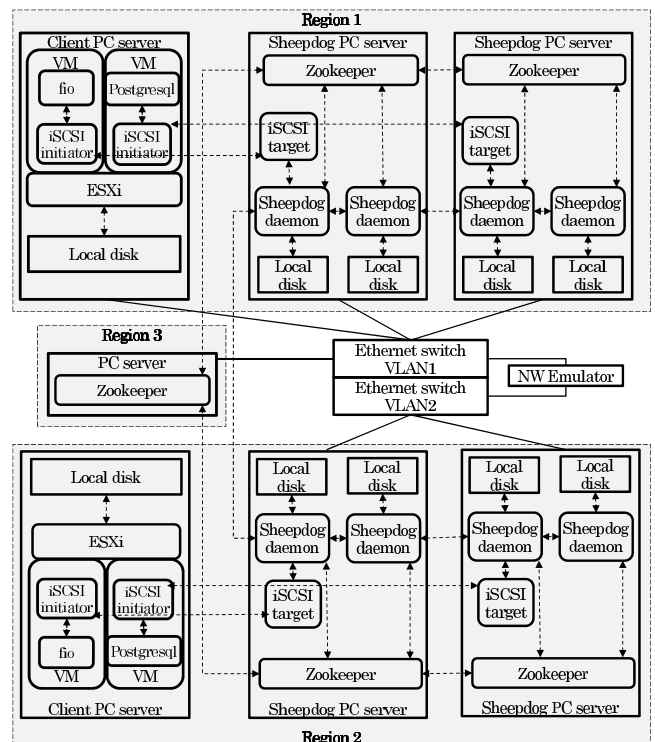 Region 1
Client PC server
VM
fio
iSCSI
initiator
VM
Postgresql
iSCSI
initiator
ESXi
Local disk
Sheepdog PC server
Zookeeper
iSCSI
target
Sheepdog
daemon
Sheepdog
daemon
Local
disk
Local
disk
Sheepdog PC server
Zookeeper
iSCSI
target
Sheepdog
daemon
Sheepdog
daemon
Local
disk
Local
disk
Region 3
PC server
Zookeeper
Ethernet switch
VLAN1
Ethernet switch
VLAN2
NW Emulator
Local disk
ESXi
iSCSI
initiator
fio
VM
iSCSI
initiator
Postgresql
VM
Client PC server
Local
disk
Local
disk
Sheepdog
daemon
Sheepdog
daemon
iSCSI
target
Zookeeper
Sheepdog PC server
Local
disk
Local
disk
Sheepdog
daemon
Sheepdog
daemon
iSCSI
target
Zookeeper
Sheepdog PC server
Region 2